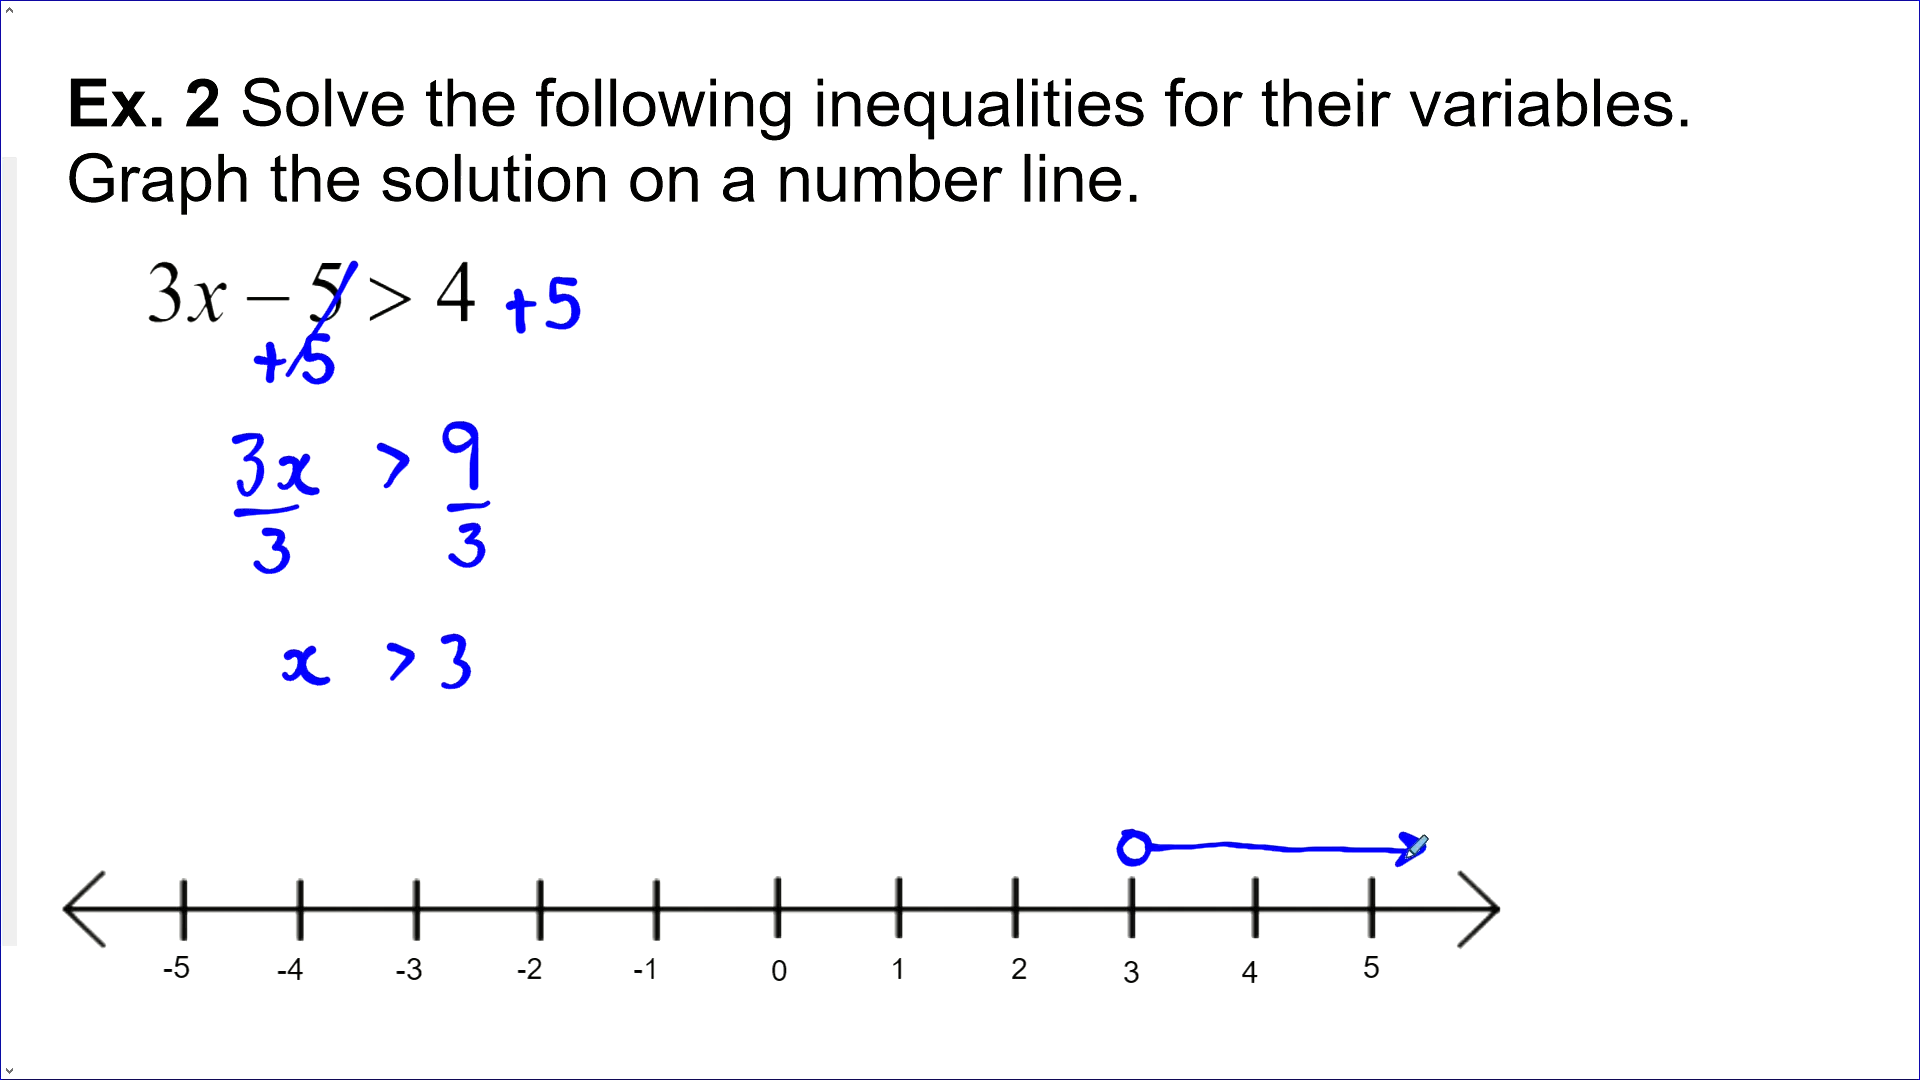 Ex. 2 Solve the following inequalities for their variables.
Graph the solution on a number line.
3x − 5 > 4 +5
+5
3x > 9
3 3
x > 3
-5 -4 -3 -2 -1 0 1 2 3 4 5